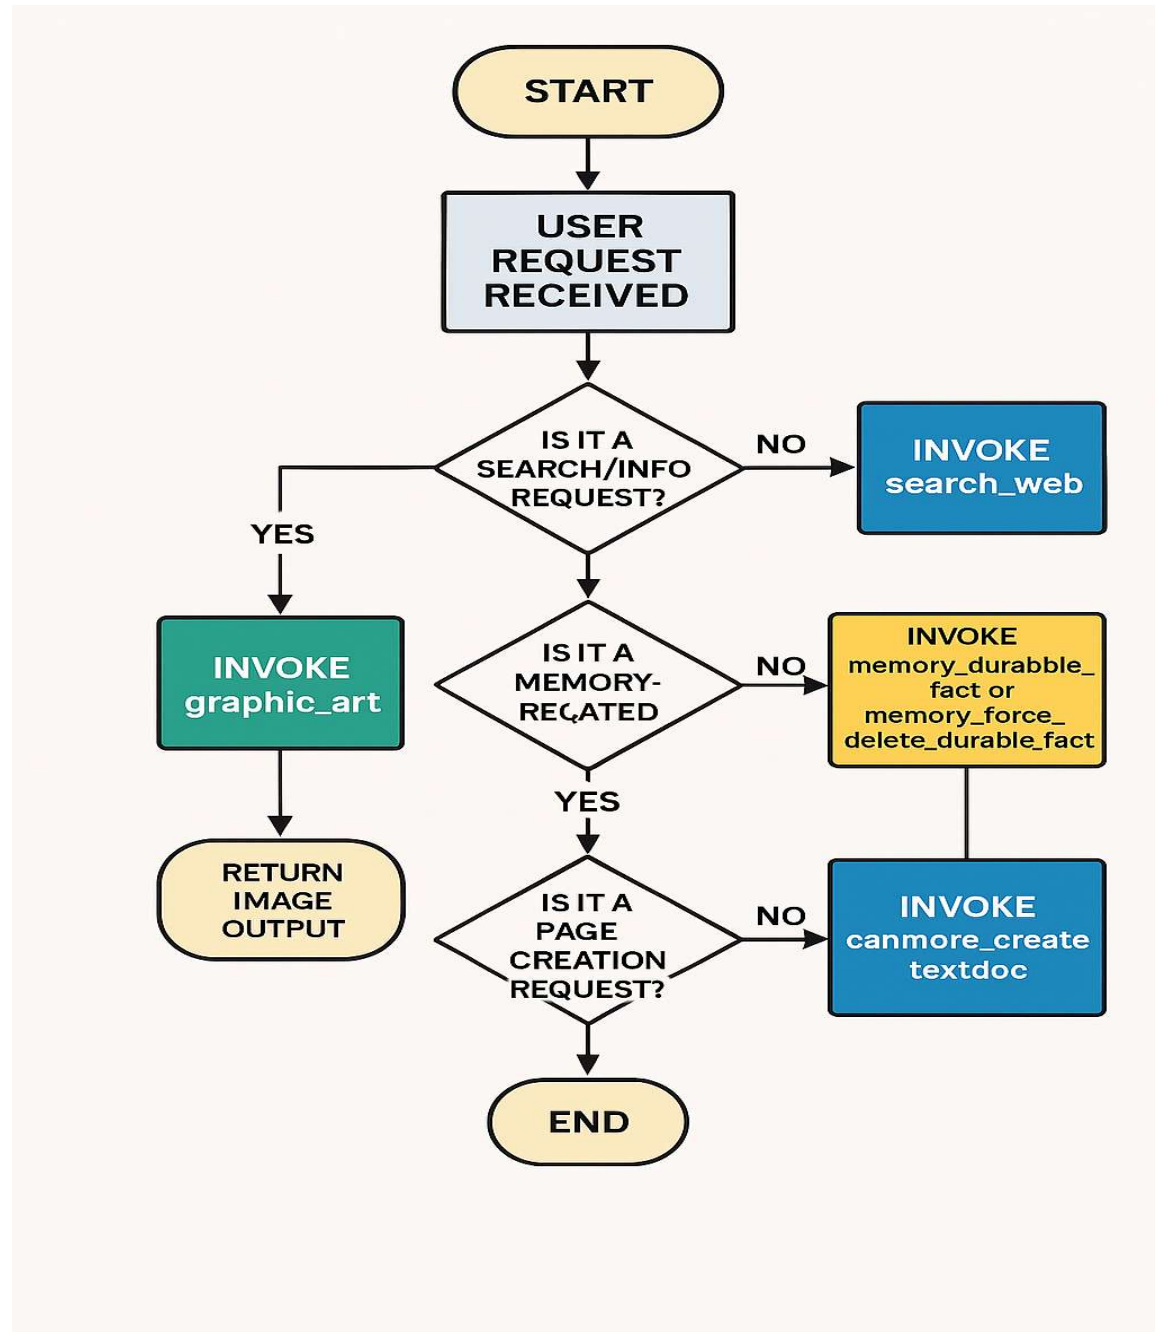 START
USER
REQUEST
RECEIVED
IS IT A
SEARCH/INFO
REQUEST?
NO
INVOKE
search_web
YES
INVOKE
graphic_art
RETURN
IMAGE
OUTPUT
IS IT A
MEMORY-
NO
INVOKE
memory_durabble_
fact or
memory_force_
delete_durable_fact
YES
IS IT A
PAGE
CREATION
REQUEST?
NO
INVOKE
canmore_create
textdoc
END